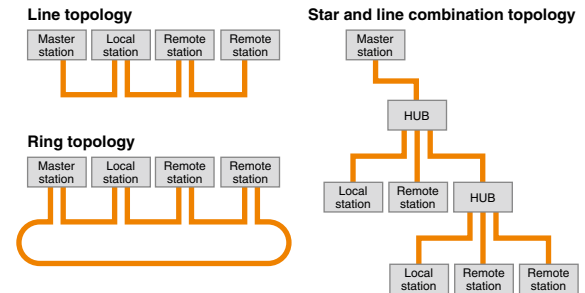 Line topology
Master station
Local station
Remote station
Remote station
Ring topology
Master station
Local station
Remote station
Remote station
Star and line combination topology
Master station
HUB
Local station
Remote station
HUB
Local station
Remote station
Remote station